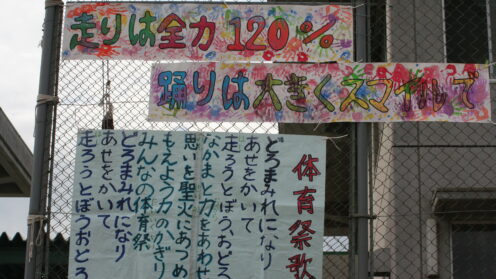 走りは全力120%
踊りは大きくスマイルで
体育祭歌
どろまみれになり
あせをかいて
走ろうとぼうおどろ
なかまと力をあわせ
思いを聖火にあつめ
もえよう力のかぎり
みんなの体育祭
どろまみれになり
あせをかいて
走ろうとぼうおどろ